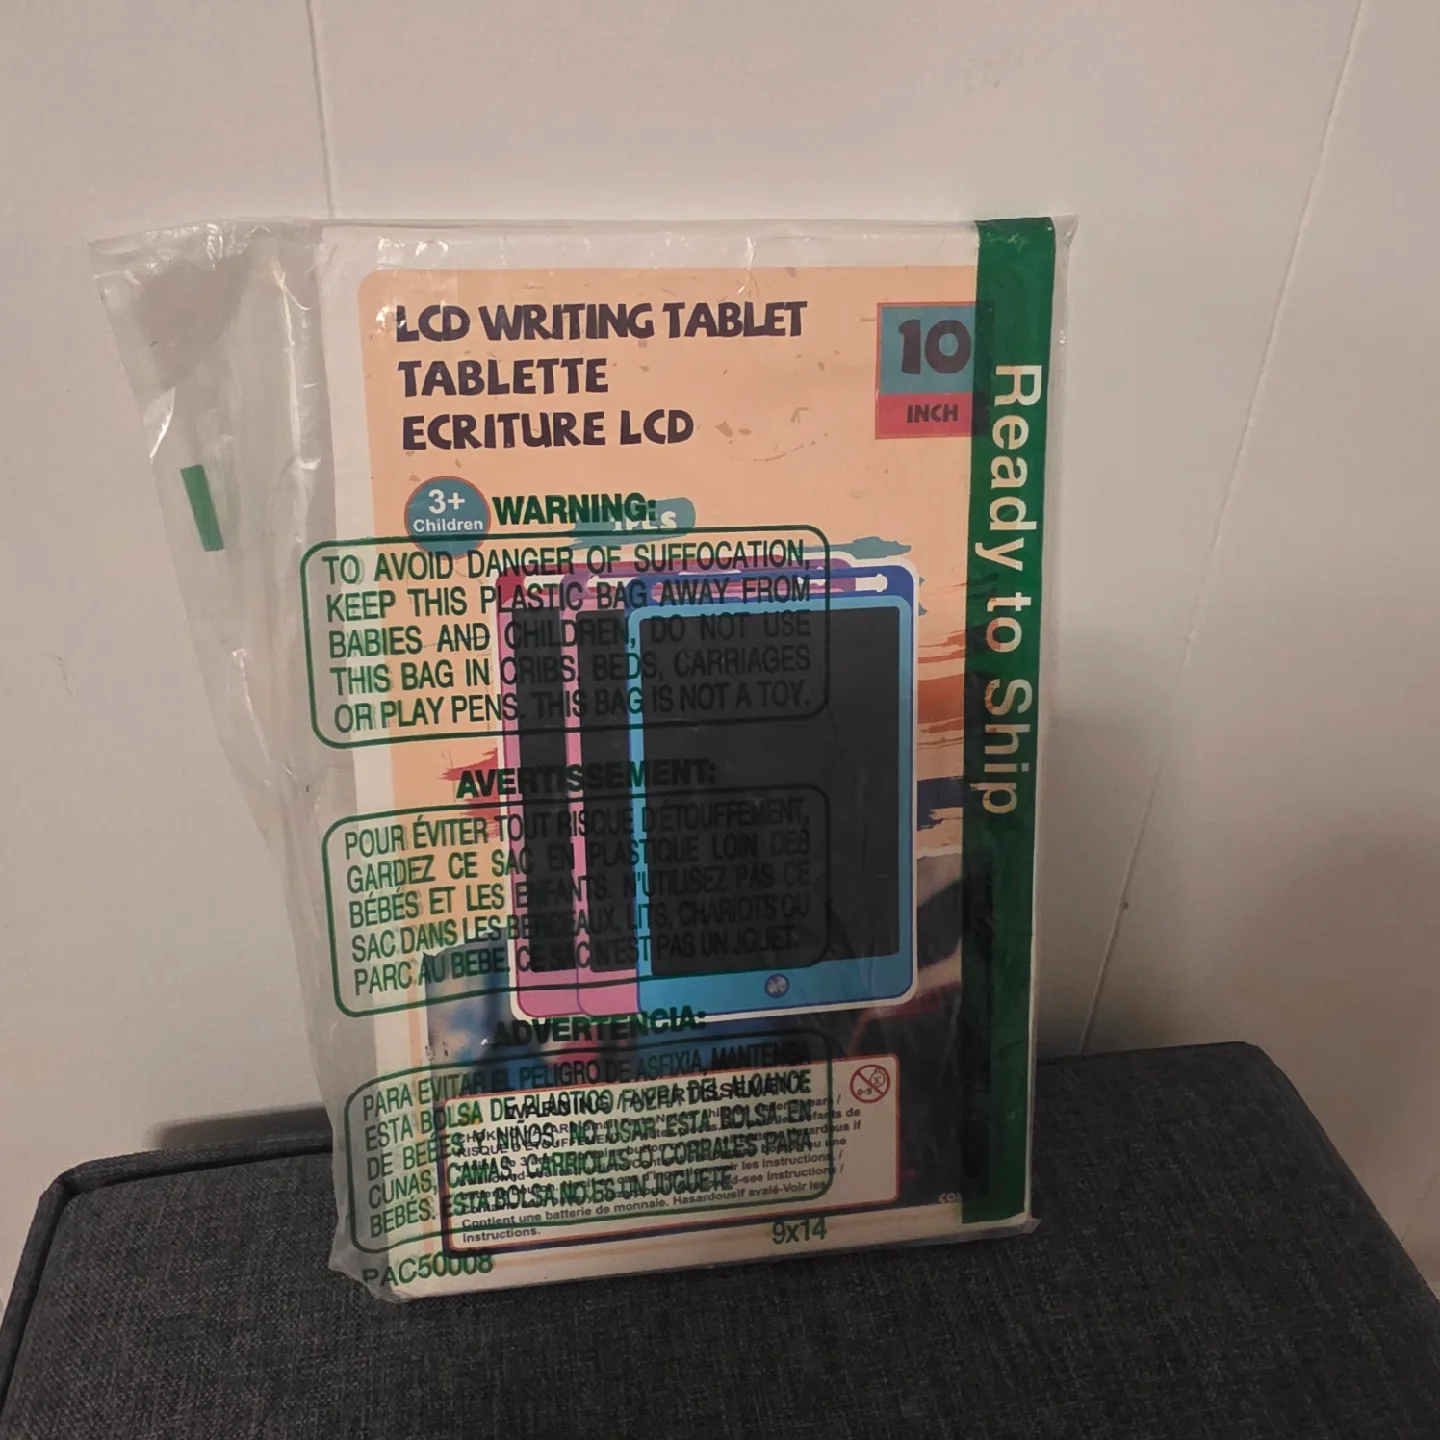 LCD WRITING TABLET
TABLETTE
ECRITURE LCD
10
INCH
3+
Children
Ready to Ship
WARNING:
TO AVOID DANGER OF SUFFOCATION,
KEEP THIS PLASTIC BAG AWAY FROM
BABIES AND CHILDREN, DO NOT USE
THIS BAG IN CRIBS, BEDS, CARRIAGES
OR PLAY PENS. THIS BAG IS NOT A TOY.
AVERTISSEMENT:
POUR ÉVITER TOUT RISQUE D'ÉTOUFFEMENT,
GARDEZ CE SAC EN PLASTIQUE LOIN DES
BÉBÉS ET LES ENFANTS. N'UTILISEZ PAS CE
SAC DANS LES BERCEAUX, LITS, CHARIOTS OU
PARC AU BEBE. CE SAC N'EST PAS UN JOUET.
ADVERTENCIA:
PARA EVITAR EL PELIGRO DE ASFIXIA, MANTENGA
ESTA BOLSA DE PLASTICO FUERA DEL ALCANCE
DE BEBÉS Y NIÑOS. NO USAR ESTA BOLSA EN
CUNAS, CAMAS, CARRIOLAS O CORRALES PARA
BEBÉS. ESTA BOLSA NO ES UN JUGUETE.
WARNING / AVERTISSEMENT
Contient une batterie de monnaie. Hasardousif avalé-Voir les
instructions.
PAC50008
9x14